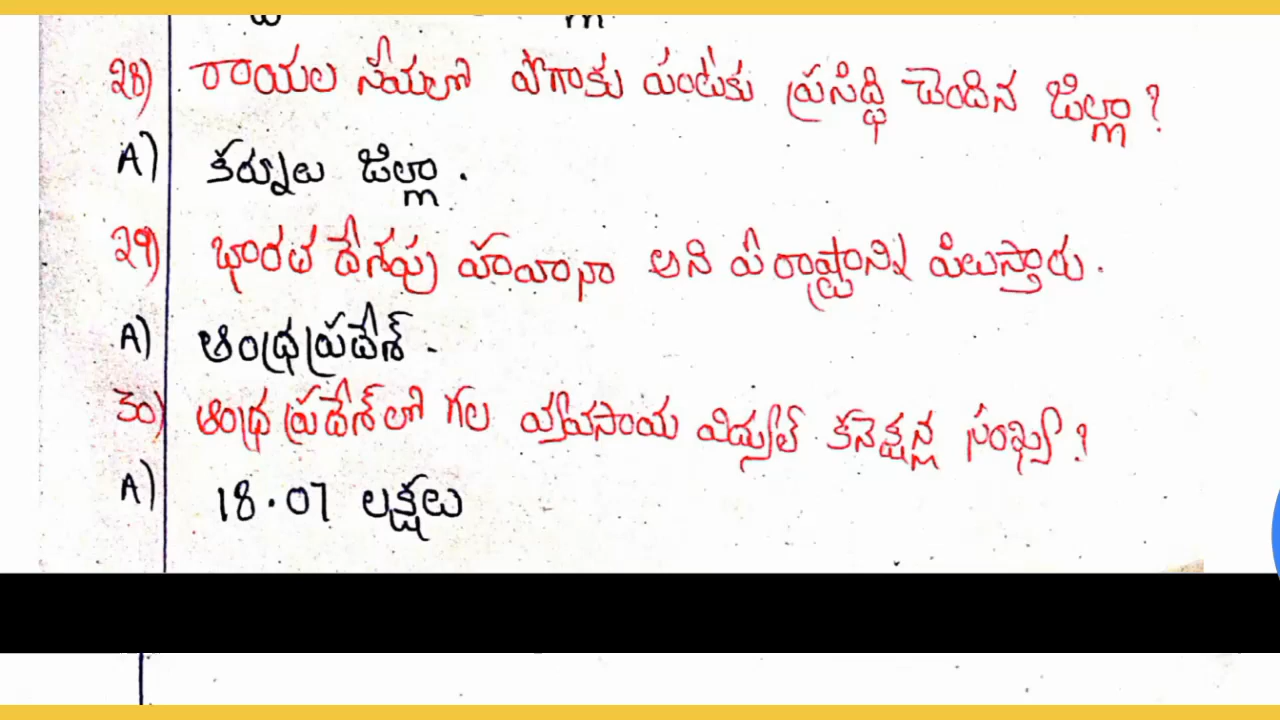 28) రాయల సీమలో పొగాకు పంటకు ప్రసిద్ధి చెందిన జిల్లా ?
A) కర్నూలు జిల్లా .
29) భారత దేశపు హవానా అని ఏ రాష్ట్రాన్ని పిలుస్తారు .
A) ఆంధ్రప్రదేశ్ .
30) ఆంధ్ర ప్రదేశ్ లో గల వ్యవసాయ విద్యుత్ కనెక్షన్ల సంఖ్య ?
A) 18.07 లక్షలు